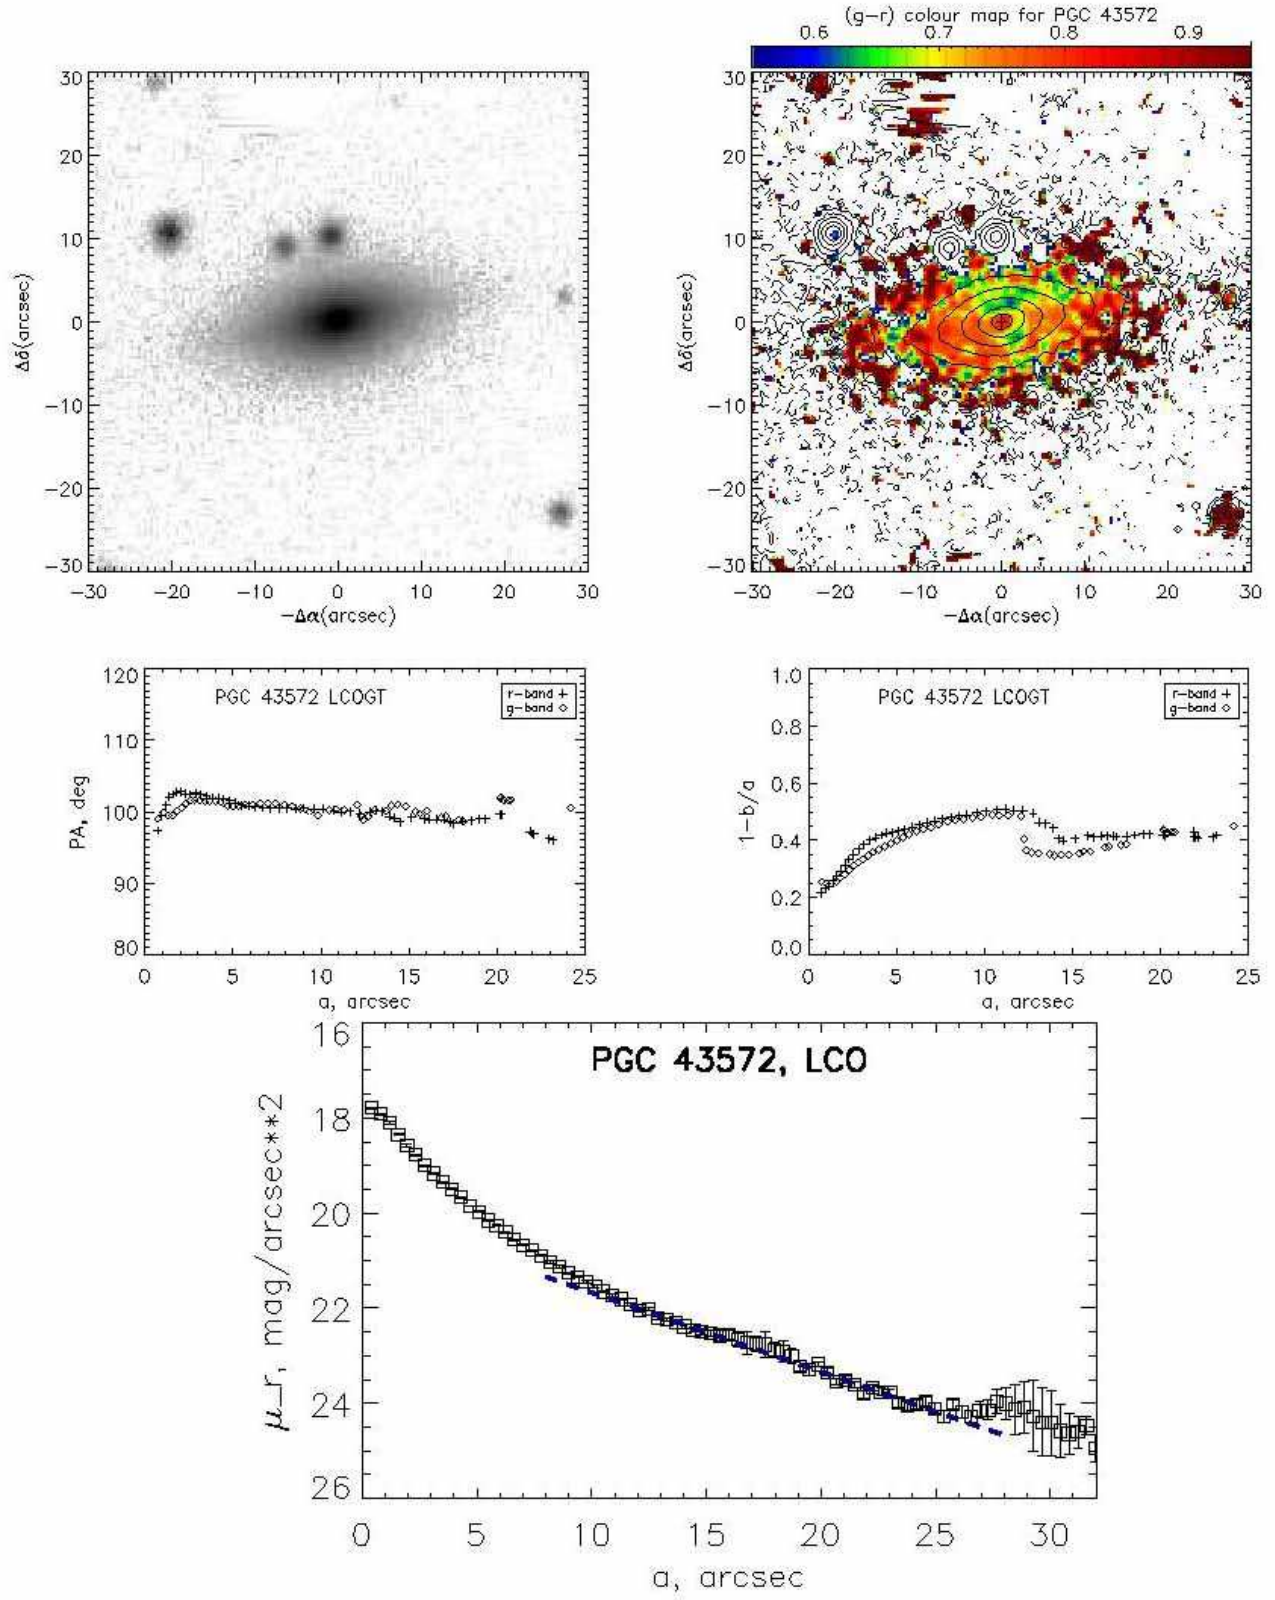 (g−r) colour map for PGC 43572
0.6 0.7 0.8 0.9
30
20
10
0
−10
−20
−30
Δδ(arcsec)
−30 −20 −10 0 10 20 30
−Δα(arcsec)
30
20
10
0
−10
−20
−30
Δδ(arcsec)
−30 −20 −10 0 10 20 30
−Δα(arcsec)
PGC 43572 LCOGT
r−band +
g−band ◇
120
110
100
90
80
PA, deg
0 5 10 15 20 25
a, arcsec
PGC 43572 LCOGT
r−band +
g−band ◇
1.0
0.8
0.6
0.4
0.2
0.0
1−b/a
0 5 10 15 20 25
a, arcsec
PGC 43572, LCO
16
18
20
22
24
26
μ_r, mag/arcsec**2
0 5 10 15 20 25 30
a, arcsec